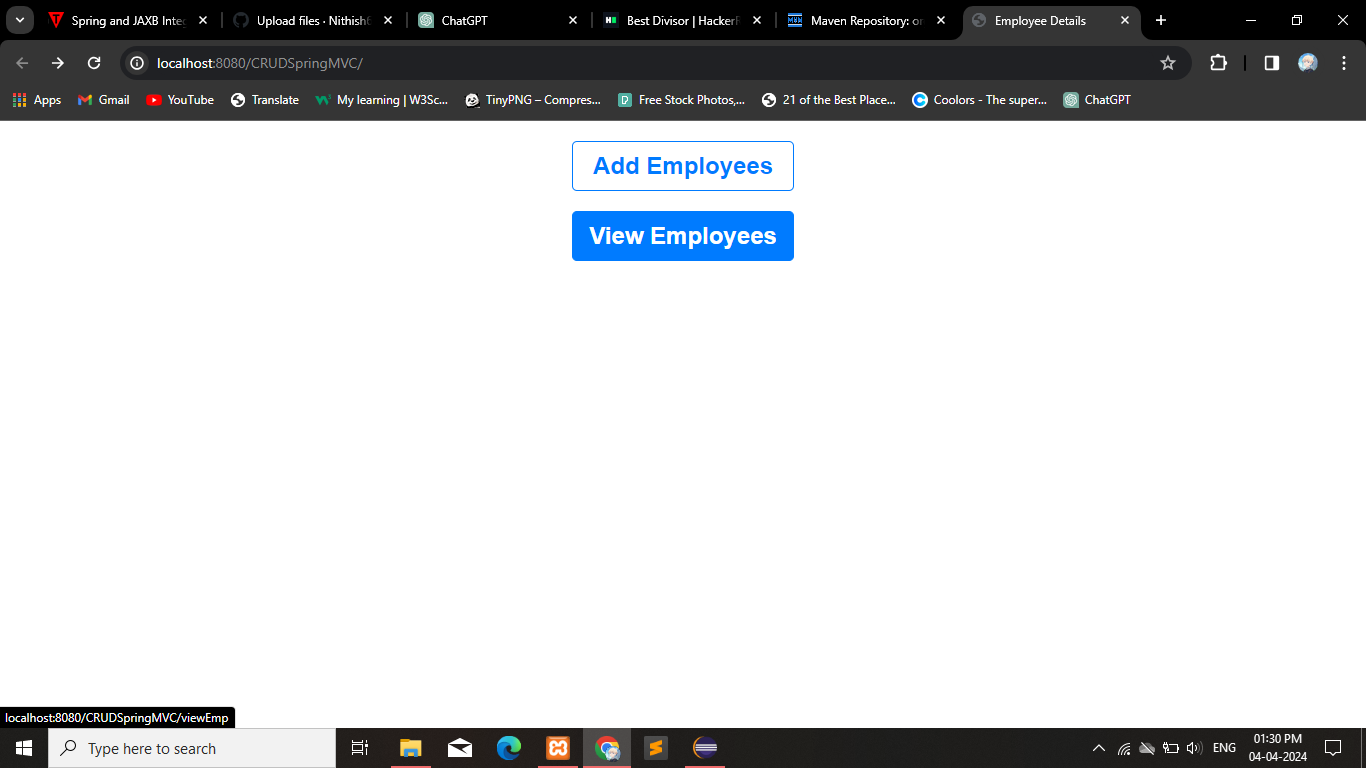 Spring and JAXB Inte
Upload files · Nithish
ChatGPT
Best Divisor | Hacker
Maven Repository: or
Employee Details
localhost:8080/CRUDSpringMVC/
Apps
Gmail
YouTube
Translate
My learning | W3Sc...
TinyPNG – Compres...
Free Stock Photos,...
21 of the Best Place...
Coolors - The super...
ChatGPT
Add Employees
View Employees
localhost:8080/CRUDSpringMVC/viewEmp
Type here to search
ENG
01:30 PM
04-04-2024